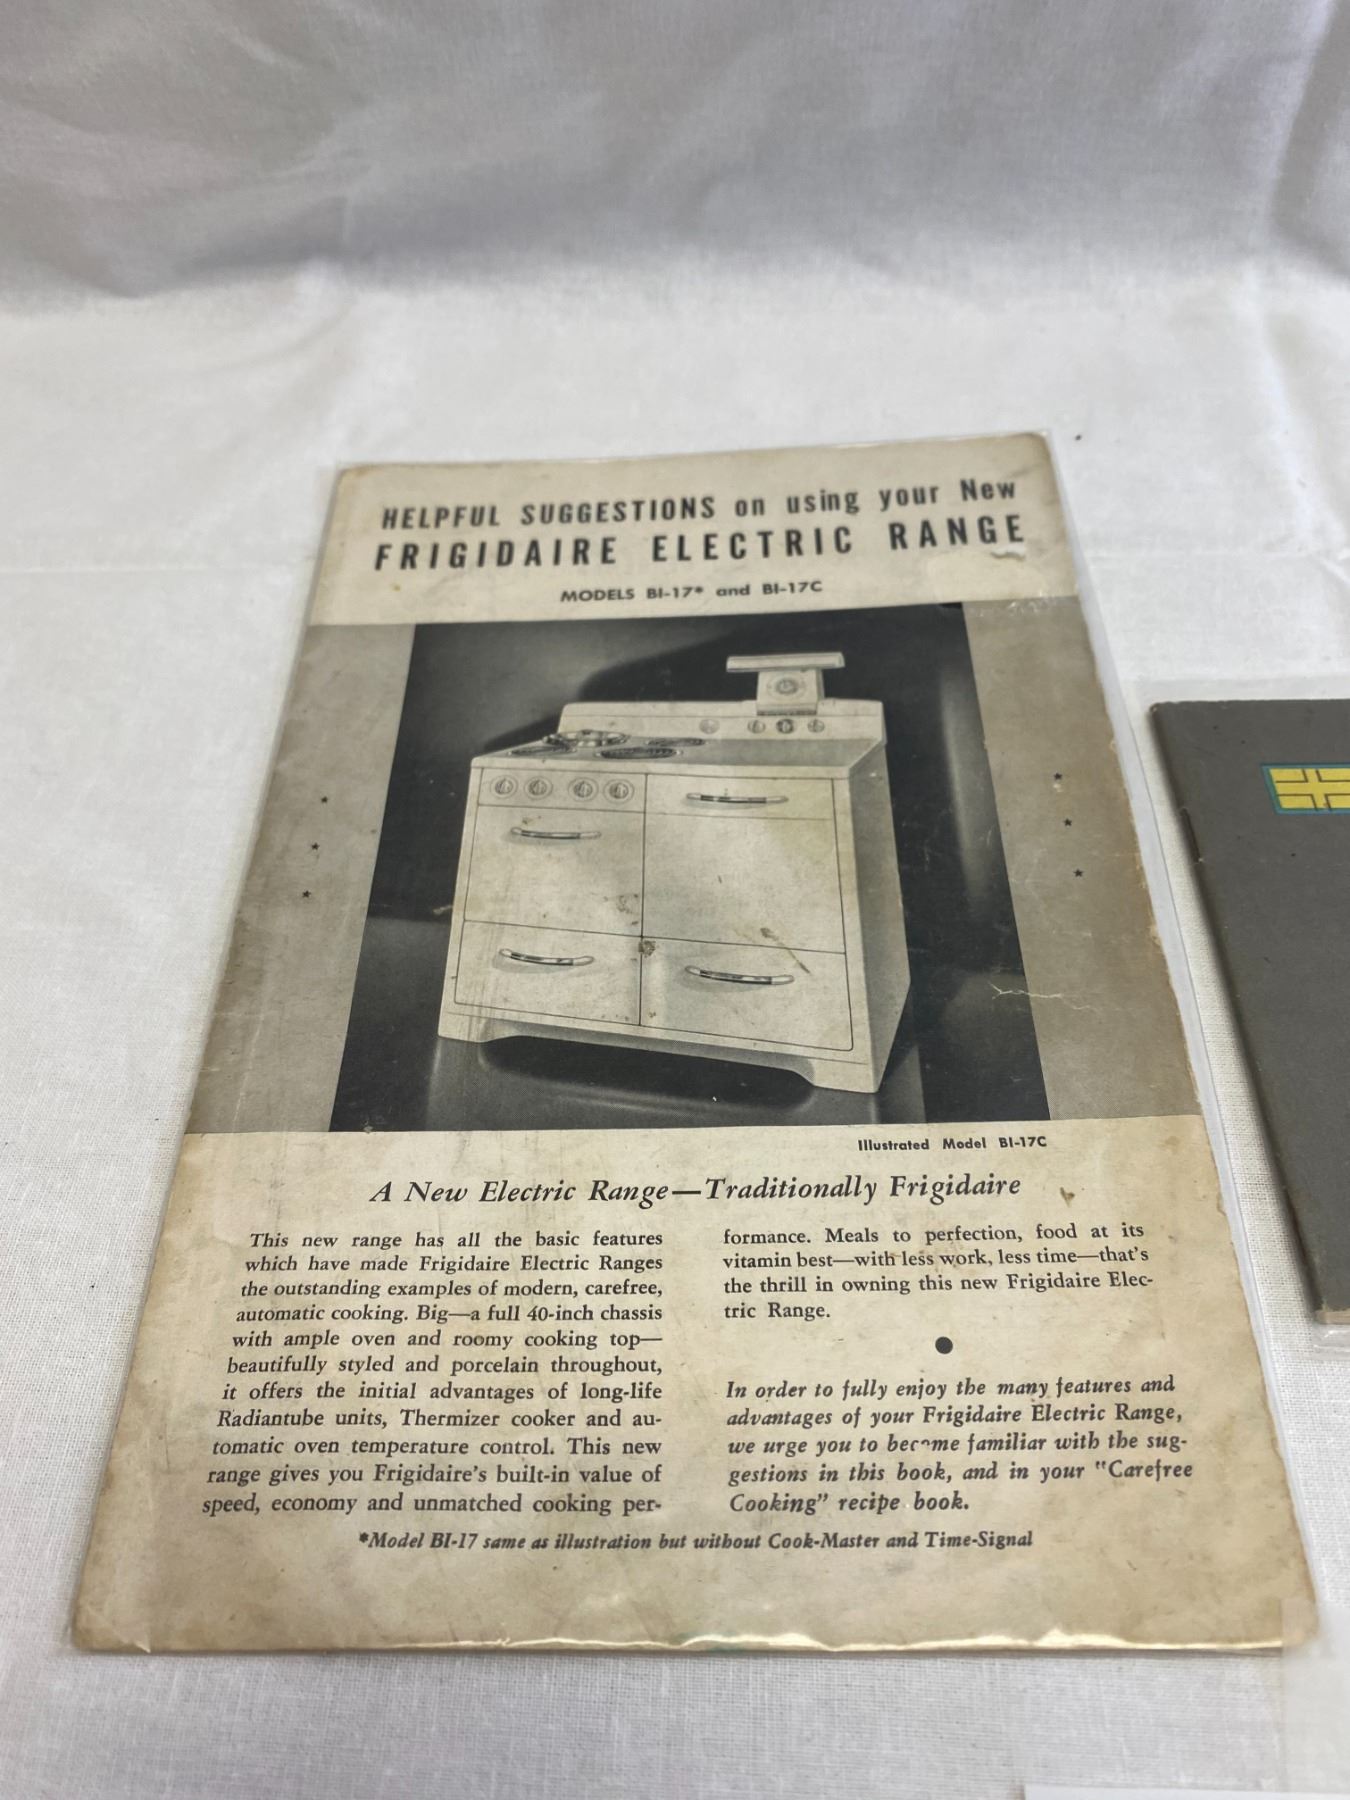 HELPFUL SUGGESTIONS on using your New
FRIGIDAIRE ELECTRIC RANGE
MODELS BI-17* and BI-17C
Illustrated Model BI-17C
A New Electric Range—Traditionally Frigidaire
This new range has all the basic features
which have made Frigidaire Electric Ranges
the outstanding examples of modern, carefree,
automatic cooking. Big—a full 40-inch chassis
with ample oven and roomy cooking top—
beautifully styled and porcelain throughout,
it offers the initial advantages of long-life
Radiantube units, Thermizer cooker and au-
tomatic oven temperature control. This new
range gives you Frigidaire's built-in value of
speed, economy and unmatched cooking per-
formance. Meals to perfection, food at its
vitamin best—with less work, less time—that's
the thrill in owning this new Frigidaire Elec-
tric Range.
In order to fully enjoy the many features and
advantages of your Frigidaire Electric Range,
we urge you to become familiar with the sug-
gestions in this book, and in your "Carefree
Cooking" recipe book.
*Model BI-17 same as illustration but without Cook-Master and Time-Signal